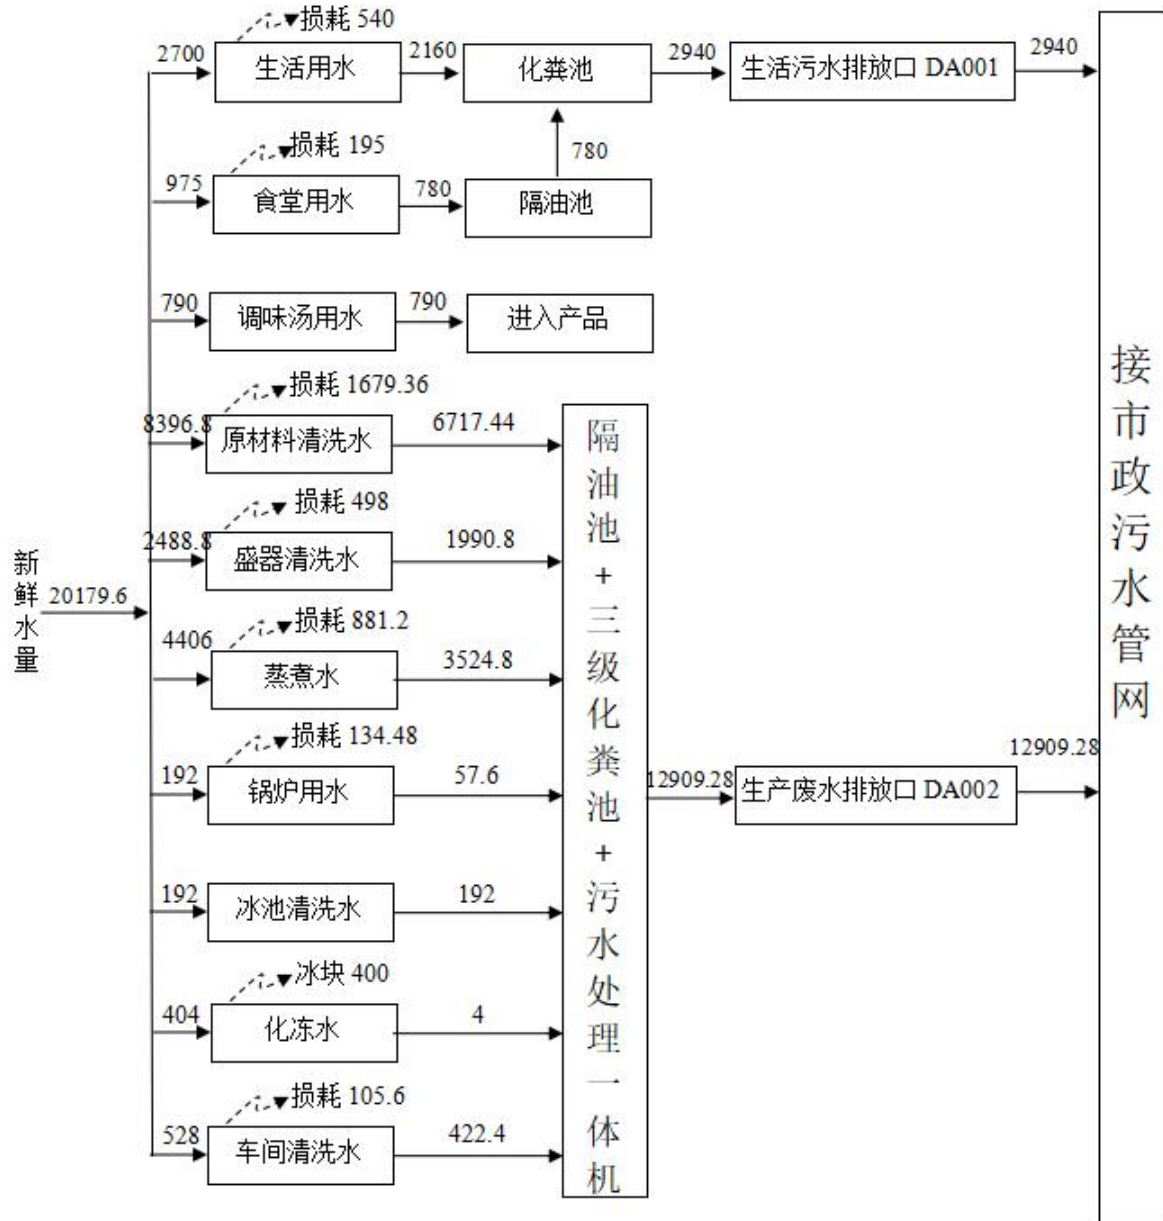 损耗 540
2700
生活用水
2160
化粪池
2940
生活污水排放口 DA001
2940
损耗 195
780
975
食堂用水
780
隔油池
790
调味汤用水
790
进入产品
损耗 1679.36
8396.8
原材料清洗水
6717.44
损耗 498
2488.8
盛器清洗水
1990.8
新鲜水量
20179.6
损耗 881.2
4406
蒸煮水
3524.8
损耗 134.48
192
锅炉用水
57.6
隔油池+三级化粪池+污水处理一体机
12909.28
生产废水排放口 DA002
12909.28
接市政污水管网
192
冰池清洗水
192
冰块 400
404
化冻水
4
损耗 105.6
528
车间清洗水
422.4